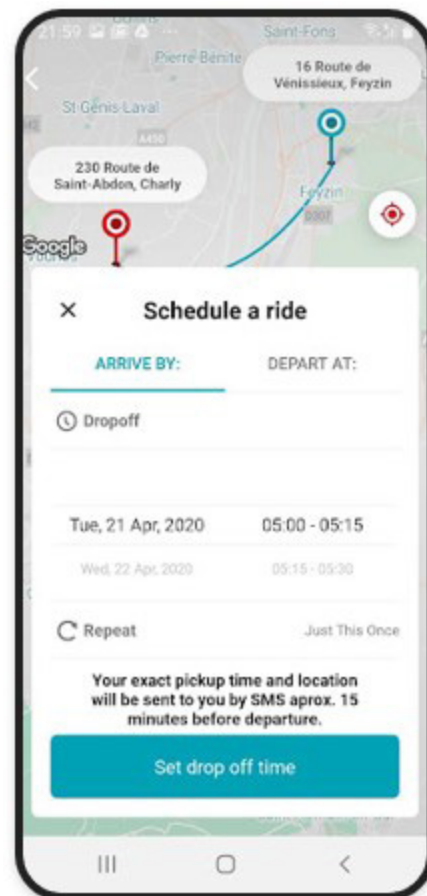 21:59
Saint-Fons
Pierre-Bénite
16 Route de
Vénissieux, Feyzin
St-Genis-Laval
A450
230 Route de
Saint-Abdon, Charly
Feyzin
D307
Google
Schedule a ride
ARRIVE BY:
DEPART AT:
Dropoff
Tue, 21 Apr, 2020
05:00 - 05:15
Wed, 22 Apr, 2020
05:15 - 05:30
Repeat
Just This Once
Your exact pickup time and location
will be sent to you by SMS aprox. 15
minutes before departure.
Set drop off time